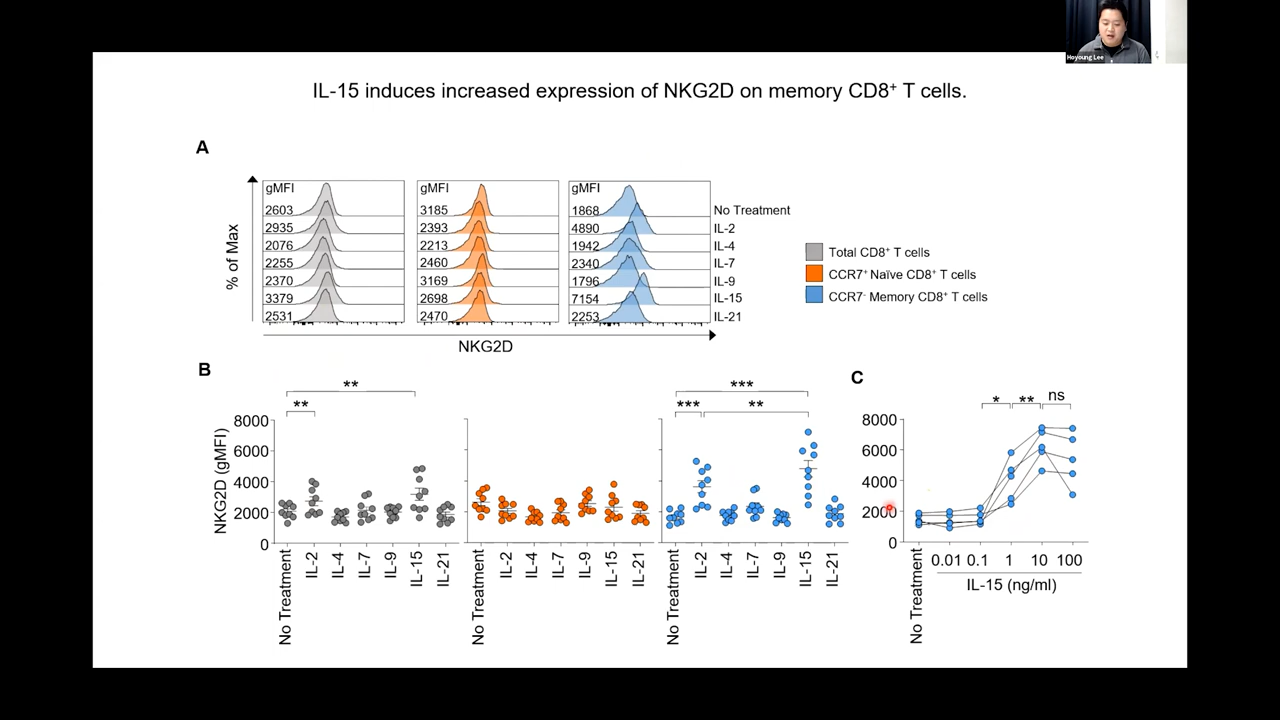 Hoyoung Lee
IL-15 induces increased expression of NKG2D on memory CD8⁺ T cells.
A
% of Max
gMFI
2603
2935
2076
2255
2370
3379
2531
gMFI
3185
2393
2213
2460
3169
2698
2470
gMFI
1868
4890
1942
2340
1796
7154
2253
No Treatment
IL-2
IL-4
IL-7
IL-9
IL-15
IL-21
NKG2D
Total CD8⁺ T cells
CCR7⁺ Naïve CD8⁺ T cells
CCR7⁻ Memory CD8⁺ T cells
B
NKG2D (gMFI)
8000
6000
4000
2000
0
**
**
No Treatment
IL-2
IL-4
IL-7
IL-9
IL-15
IL-21
No Treatment
IL-2
IL-4
IL-7
IL-9
IL-15
IL-21
***
***
**
No Treatment
IL-2
IL-4
IL-7
IL-9
IL-15
IL-21
C
* ** ns
8000
6000
4000
2000
0
No Treatment
0.01 0.1 1 10 100
IL-15 (ng/ml)